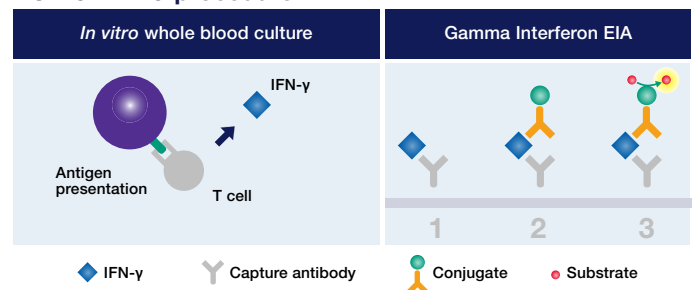 In vitro whole blood culture
Gamma Interferon EIA
IFN-γ
Antigen
presentation
T cell
1 2 3
IFN-γ
Capture antibody
Conjugate
Substrate